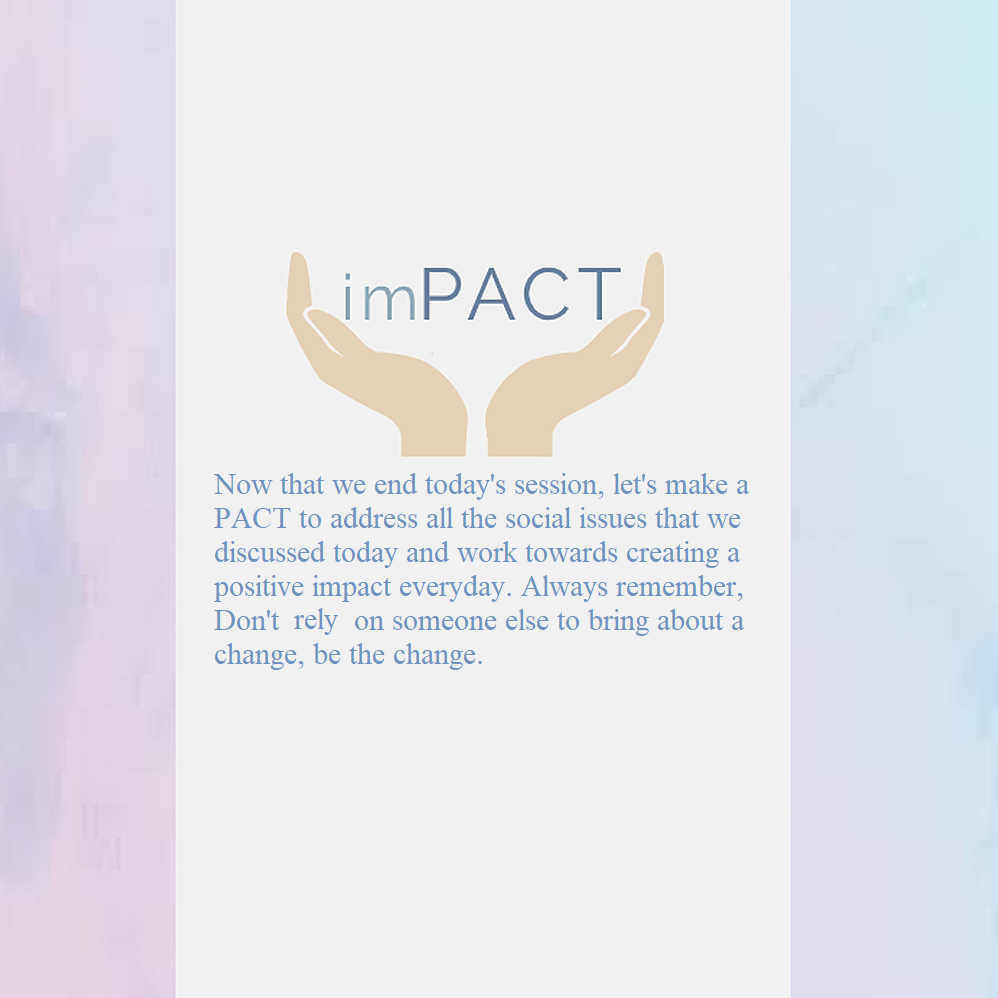 imPACT
Now that we end today's session, let's make a
PACT to address all the social issues that we
discussed today and work towards creating a
positive impact everyday. Always remember,
Don't rely on someone else to bring about a
change, be the change.